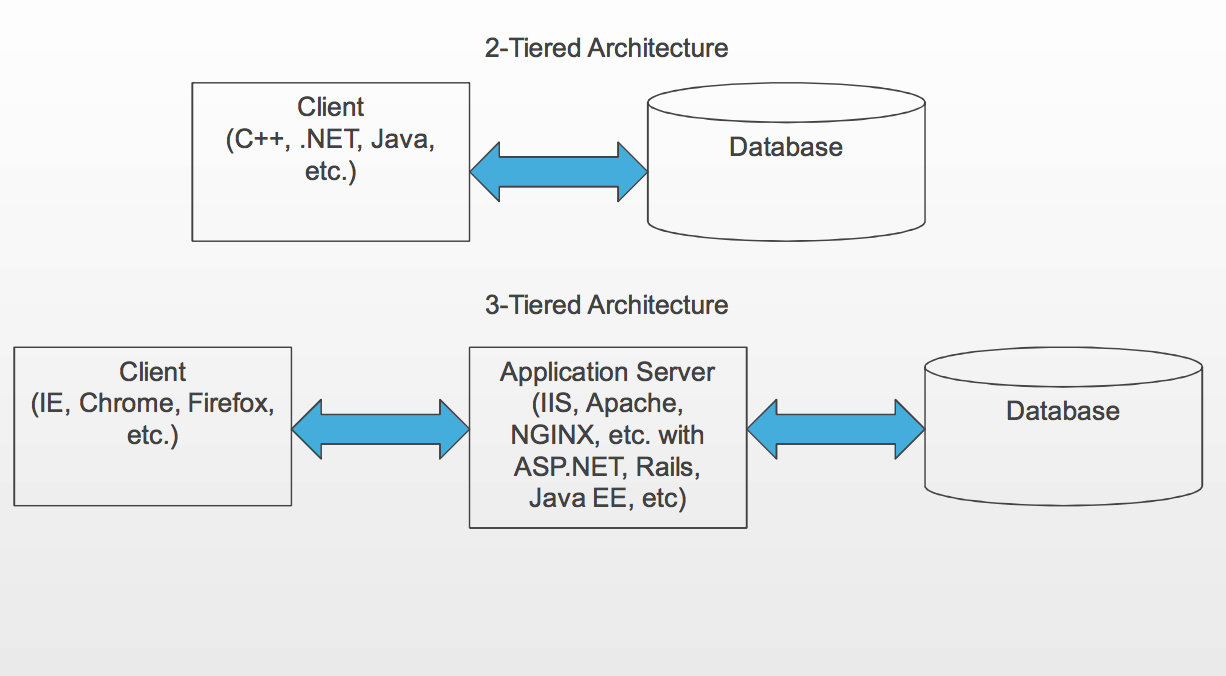 2-Tiered Architecture
Client
(C++, .NET, Java,
etc.)
Database
3-Tiered Architecture
Client
(IE, Chrome, Firefox,
etc.)
Application Server
(IIS, Apache,
NGINX, etc. with
ASP.NET, Rails,
Java EE, etc)
Database